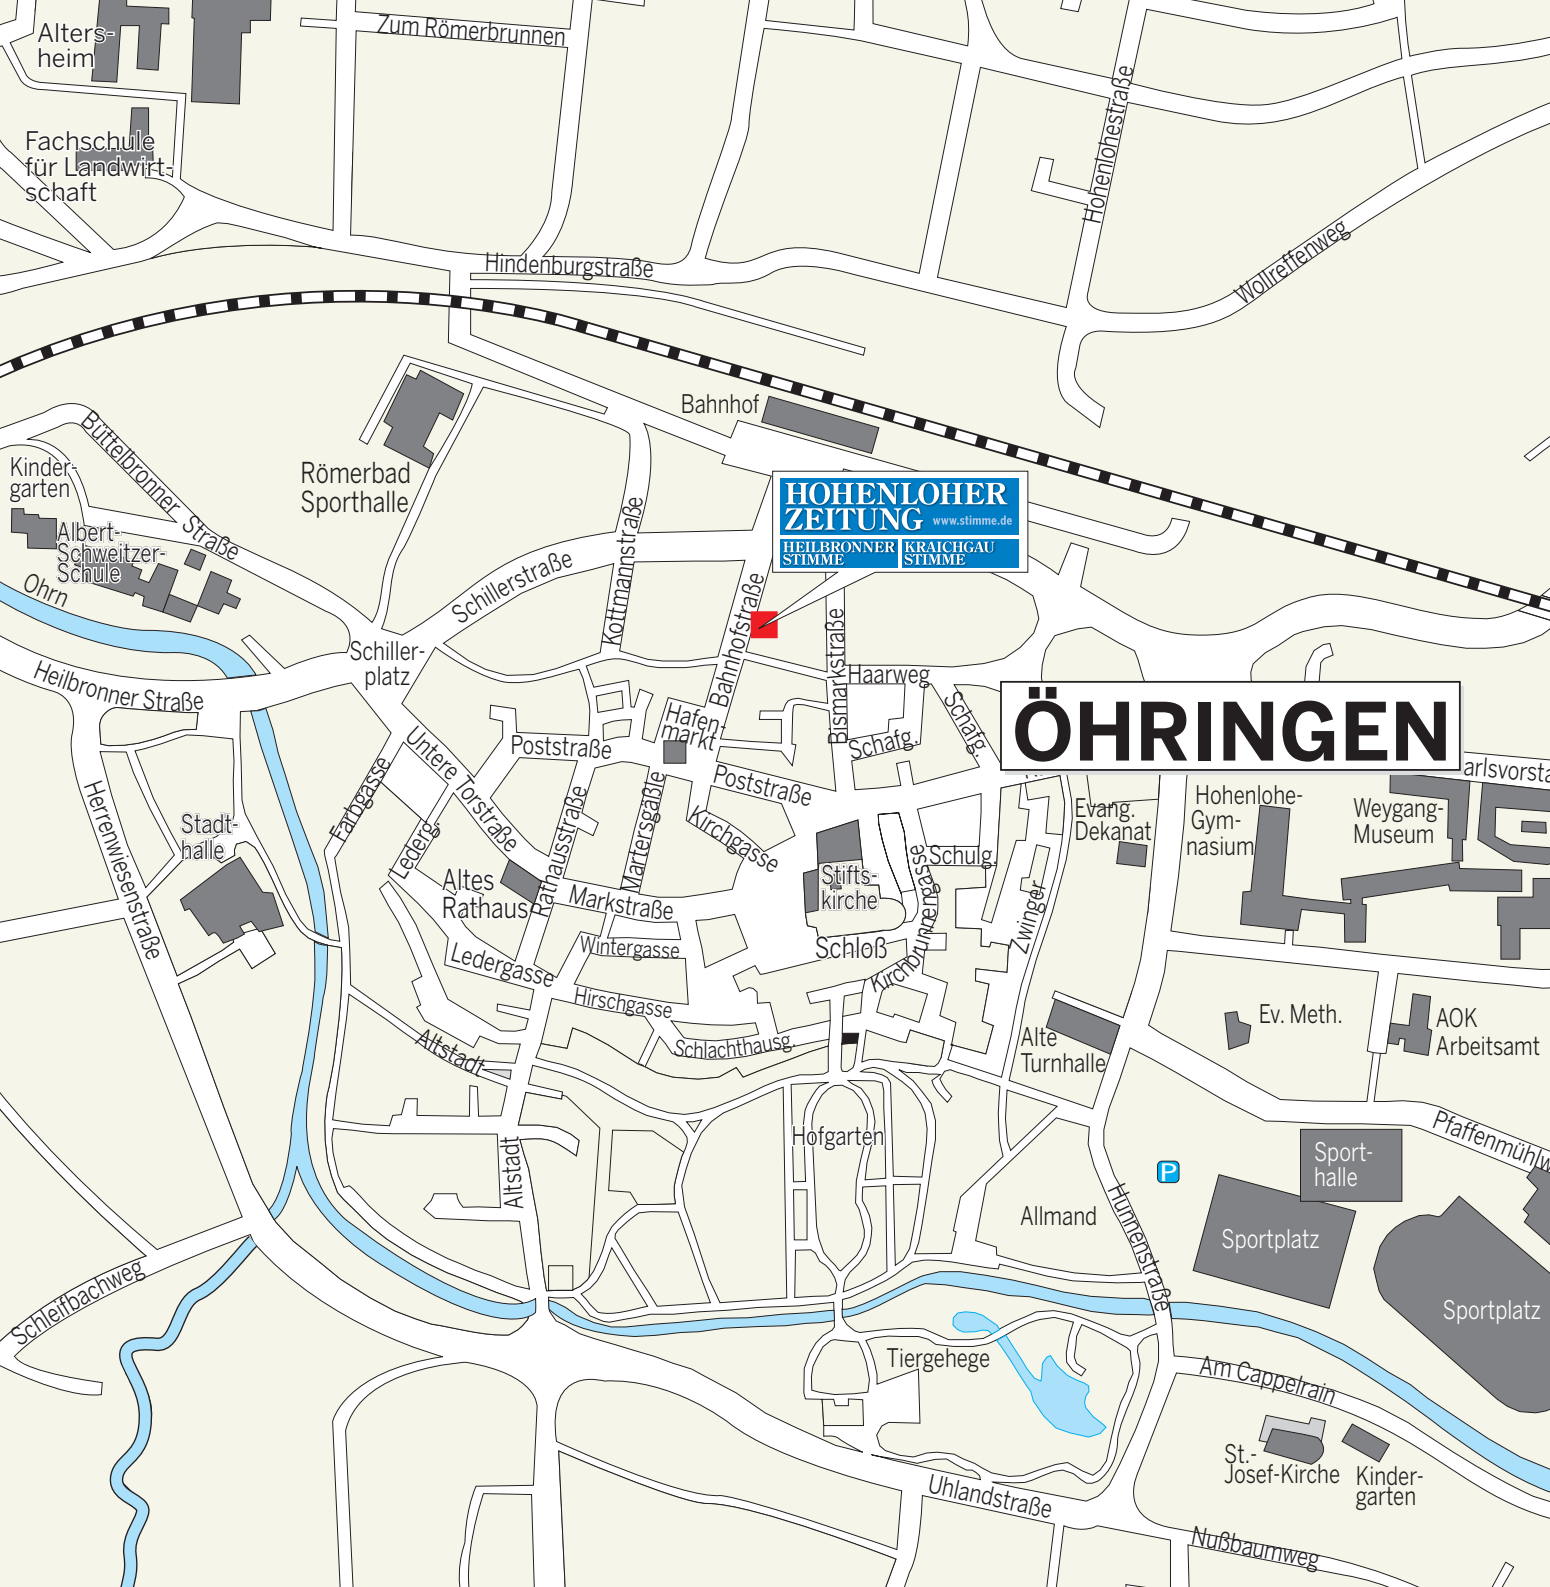 Alters-
heim
Zum Römerbrunnen
Fachschule
für Landwirt-
schaft
Hohenlohestraße
Hindenburgstraße
Wollreffenweg
Bahnhof
Büttelbronner Straße
Kinder-
garten
Römerbad
Sporthalle
Albert-
Schweitzer-
Schule
Ohrn
HOHENLOHER
ZEITUNG www.stimme.de
HEILBRONNER
STIMME
KRAICHGAU
STIMME
Schillerstraße
Kottmannstraße
Bahnhofstraße
Bismarkstraße
Schiller-
platz
Heilbronner Straße
Haarweg
Schafg.
Schafg.
ÖHRINGEN
Hafen-
markt
Poststraße
Poststraße
Untere Torstraße
Farbgasse
Lederg.
Rathausstraße
Martersgäßle
Kirchgasse
Herrenwiesenstraße
Stadt-
halle
Evang.
Dekanat
Hohenlohe-
Gym-
nasium
Weygang-
Museum
arlsvorsta
Schulg.
Altes
Rathaus
Markstraße
Stifts-
kirche
Kirchbrunnengasse
Zwinger
Schloß
Wintergasse
Ledergasse
Hirschgasse
Schlachthausg.
Altstadt
Alte
Turnhalle
Ev. Meth.
AOK
Arbeitsamt
Hofgarten
Altstadt
Pfaffenmühlw
P
Sport-
halle
Allmand
Hunnenstraße
Sportplatz
Sportplatz
Schleifbachweg
Tiergehege
Am Cappelrain
St.-
Josef-Kirche
Kinder-
garten
Uhlandstraße
Nußbaumweg